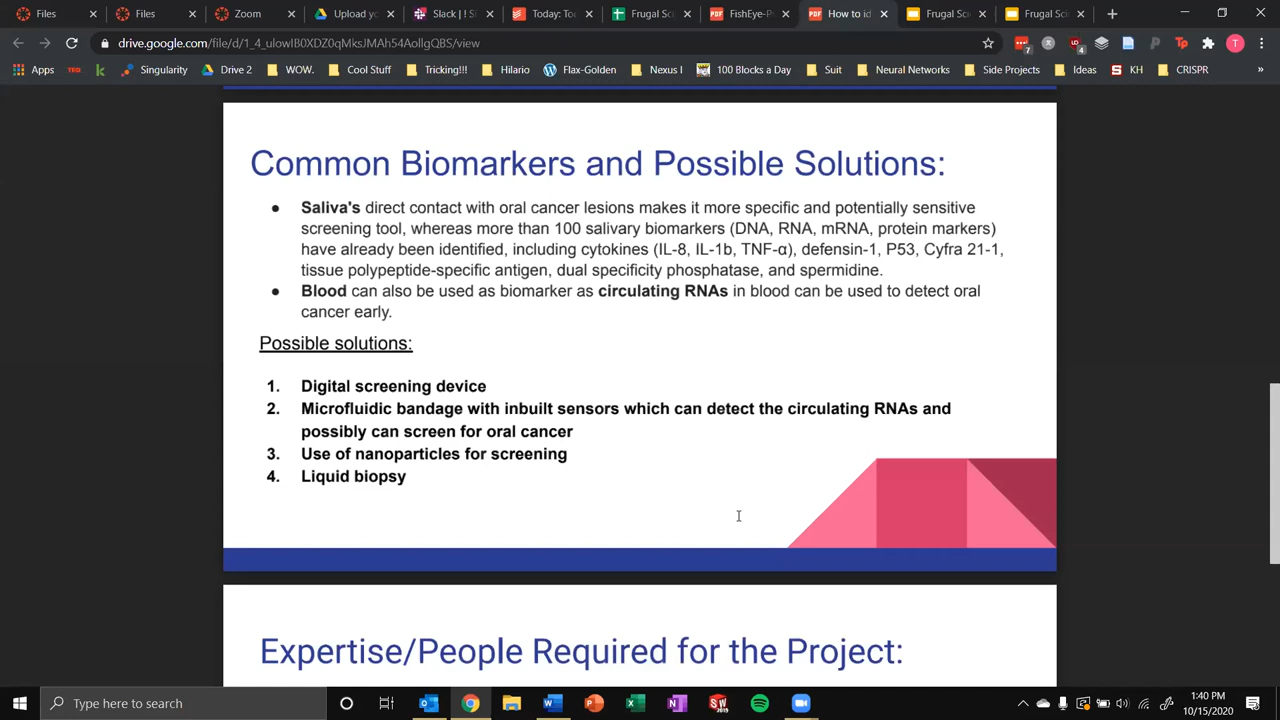 Files
Files
Zoom
Upload yo
Slack | ! Si
Today: To
Frugal Sci
FishEye-P
How to id
Frugal Sci
Frugal Sci
drive.google.com/file/d/1_4_ulowIB0XDZ0qMksJMAh54AollgQBS/view
Apps
TED
Singularity
Drive 2
WOW.
Cool Stuff
Tricking!!!
Hilario
Flax-Golden
Nexus I
100 Blocks a Day
Suit
Neural Networks
Side Projects
Ideas
KH
CRISPR
Common Biomarkers and Possible Solutions:
● Saliva's direct contact with oral cancer lesions makes it more specific and potentially sensitive
screening tool, whereas more than 100 salivary biomarkers (DNA, RNA, mRNA, protein markers)
have already been identified, including cytokines (IL-8, IL-1b, TNF-α), defensin-1, P53, Cyfra 21-1,
tissue polypeptide-specific antigen, dual specificity phosphatase, and spermidine.
● Blood can also be used as biomarker as circulating RNAs in blood can be used to detect oral
cancer early.
Possible solutions:
1. Digital screening device
2. Microfluidic bandage with inbuilt sensors which can detect the circulating RNAs and
possibly can screen for oral cancer
3. Use of nanoparticles for screening
4. Liquid biopsy
Expertise/People Required for the Project:
Type here to search
1:40 PM
10/15/2020